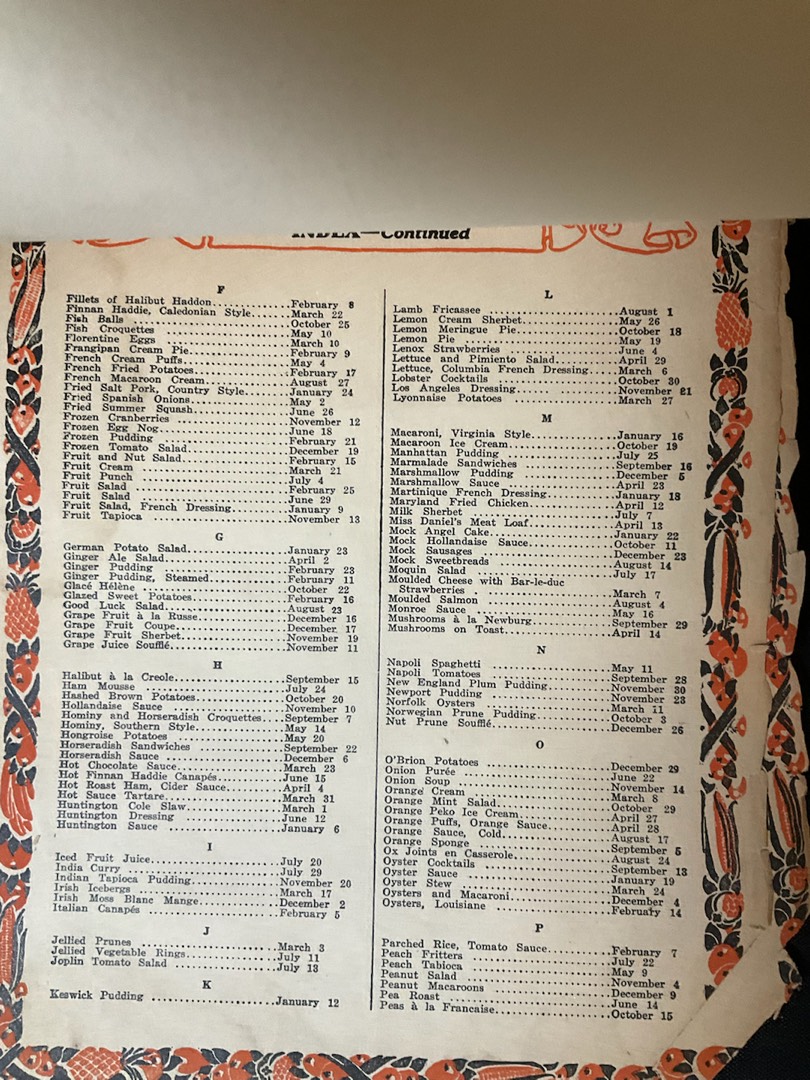 INDEX—Continued
F
Fillets of Halibut Haddon............February 8
Finnan Haddie, Caledonian Style......March 22
Fish Balls ..........................October 25
Fish Croquettes .....................May 10
Florentine Eggs .....................March 10
Frangipan Cream Pie..................February 9
French Cream Puffs...................May 4
French Fried Potatoes................February 17
French Macaroon Cream................August 27
Fried Salt Pork, Country Style.......January 24
Fried Spanish Onions.................May 2
Fried Summer Squash..................June 26
Frozen Cranberries ..................November 12
Frozen Egg Nog.......................June 18
Frozen Pudding ......................February 21
Frozen Tomato Salad..................December 19
Fruit and Nut Salad..................February 15
Fruit Cream .........................March 21
Fruit Punch .........................July 4
Fruit Salad .........................February 25
Fruit Salad .........................June 29
Fruit Salad, French Dressing.........January 9
Fruit Tapioca .......................November 13
G
German Potato Salad..................January 23
Ginger Ale Salad.....................April 2
Ginger Pudding ......................February 23
Ginger Pudding, Steamed..............February 11
Glacé Hélène ........................October 22
Glazed Sweet Potatoes................February 16
Good Luck Salad......................August 23
Grape Fruit à la Russe...............December 16
Grape Fruit Coupe....................December 17
Grape Fruit Sherbet..................November 19
Grape Juice Soufflé..................November 11
H
Halibut à la Creole..................September 15
Ham Mousse ..........................July 24
Hashed Brown Potatoes................October 20
Hollandaise Sauce ...................November 10
Hominy and Horseradish Croquettes....September 7
Hominy, Southern Style...............May 14
Hongroise Potatoes ..................May 20
Horseradish Sandwiches ..............September 22
Horseradish Sauce ...................December 6
Hot Chocolate Sauce..................March 23
Hot Finnan Haddie Canapés............June 15
Hot Roast Ham, Cider Sauce...........April 4
Hot Sauce Tartare....................March 31
Huntington Cole Slaw.................March 1
Huntington Dressing .................June 12
Huntington Sauce ....................January 6
I
Iced Fruit Juice.....................July 20
India Curry .........................July 29
Indian Tapioca Pudding...............November 20
Irish Icebergs ......................March 17
Irish Moss Blanc Mange...............December 2
Italian Canapés .....................February 5
J
Jellied Prunes ......................March 3
Jellied Vegetable Rings..............July 11
Joplin Tomato Salad .................July 13
K
Keswick Pudding .....................January 12
L
Lamb Fricassee ......................August 1
Lemon Cream Sherbet..................May 26
Lemon Meringue Pie...................October 18
Lemon Pie ...........................May 19
Lenox Strawberries ..................June 4
Lettuce and Pimiento Salad...........April 29
Lettuce, Columbia French Dressing....March 6
Lobster Cocktails ...................October 30
Los Angeles Dressing.................November 21
Lyonnaise Potatoes ..................March 27
M
Macaroni, Virginia Style.............January 16
Macaroon Ice Cream...................October 19
Manhattan Pudding ...................July 25
Marmalade Sandwiches ................September 16
Marshmallow Pudding .................December 5
Marshmallow Sauce ...................April 23
Martinique French Dressing...........January 18
Maryland Fried Chicken...............April 12
Milk Sherbet ........................July 7
Miss Daniel's Meat Loaf..............April 13
Mock Angel Cake......................January 22
Mock Hollandaise Sauce...............October 11
Mock Sausages .......................December 23
Mock Sweetbreads ....................August 14
Moquin Salad ........................July 17
Moulded Cheese with Bar-le-duc
Strawberries ........................March 7
Moulded Salmon ......................August 4
Monroe Sauce ........................May 16
Mushrooms à la Newburg...............September 29
Mushrooms on Toast...................April 14
N
Napoli Spaghetti ....................May 11
Napoli Tomatoes .....................September 28
New England Plum Pudding.............November 30
Newport Pudding .....................November 23
Norfolk Oysters .....................March 11
Norwegian Prune Pudding..............October 3
Nut Prune Soufflé....................December 26
O
O'Brion Potatoes ....................December 29
Onion Purée .........................June 22
Onion Soup ..........................November 14
Orange Cream ........................March 8
Orange Mint Salad....................October 29
Orange Peko Ice Cream................April 27
Orange Puffs, Orange Sauce...........April 28
Orange Sauce, Cold...................August 17
Orange Sponge .......................September 5
Ox Joints en Casserole...............August 24
Oyster Cocktails ....................September 13
Oyster Sauce ........................January 19
Oyster Stew .........................March 24
Oysters and Macaroni.................December 4
Oysters, Louisiane ..................February 14
P
Parched Rice, Tomato Sauce...........February 7
Peach Fritters ......................July 22
Peach Tabioca .......................May 9
Peanut Salad ........................November 4
Peanut Macaroons ....................December 9
Pea Roast ...........................June 14
Peas à la Francaise..................October 15